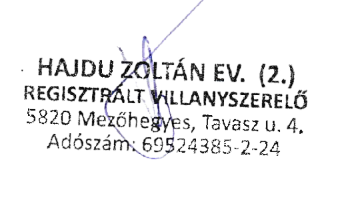 HAJDU ZOLTÁN EV. (2.)
REGISZTRÁLT VILLANYSZERELŐ
5820 Mezőhegyes, Tavasz u. 4.
Adószám: 69524385-2-24